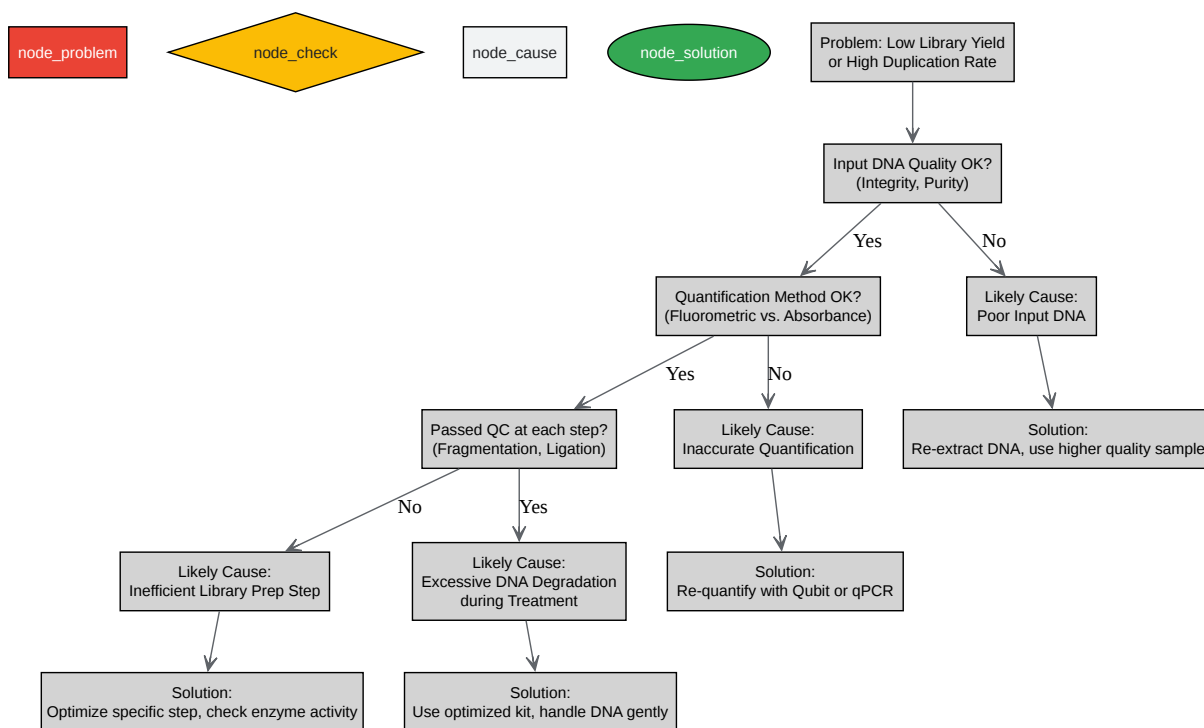 node_problem
node_check
node_cause
node_solution
Problem: Low Library Yield
or High Duplication Rate
Input DNA Quality OK?
(Integrity, Purity)
Yes
No
Quantification Method OK?
(Fluorometric vs. Absorbance)
Likely Cause:
Poor Input DNA
Yes
No
Passed QC at each step?
(Fragmentation, Ligation)
Likely Cause:
Inaccurate Quantification
Solution:
Re-extract DNA, use higher quality sample
No
Yes
Likely Cause:
Inefficient Library Prep Step
Likely Cause:
Excessive DNA Degradation
during Treatment
Solution:
Re-quantify with Qubit or qPCR
Solution:
Optimize specific step, check enzyme activity
Solution:
Use optimized kit, handle DNA gently